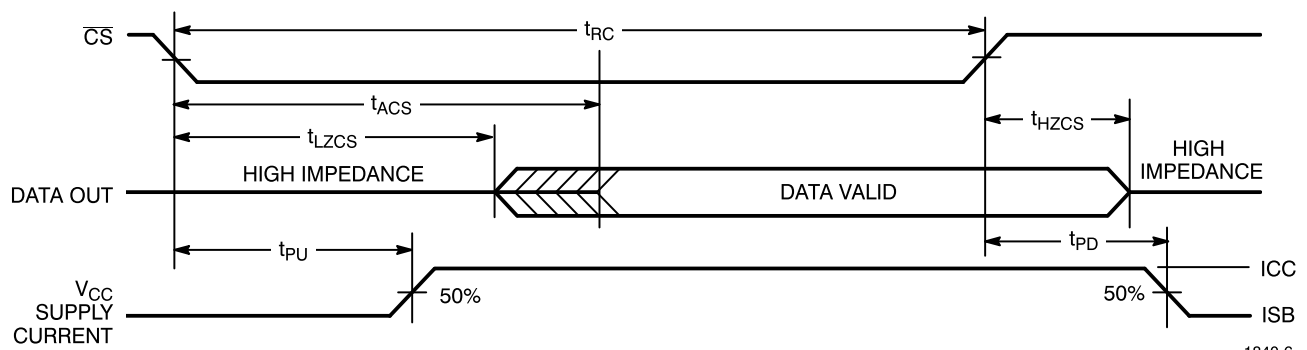 CS
tRC
tACS
tHZCS
tLZCS
HIGH IMPEDANCE
HIGH
IMPEDANCE
DATA OUT
DATA VALID
tPU
tPD
VCC
SUPPLY
CURRENT
50%
50%
ICC
ISB